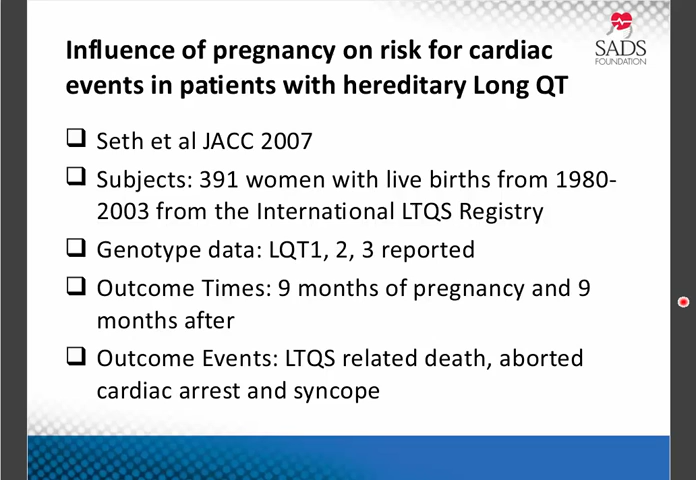 SADS
FOUNDATION
Influence of pregnancy on risk for cardiac
events in patients with hereditary Long QT
Seth et al JACC 2007
Subjects: 391 women with live births from 1980-
2003 from the International LTQS Registry
Genotype data: LQT1, 2, 3 reported
Outcome Times: 9 months of pregnancy and 9
months after
Outcome Events: LTQS related death, aborted
cardiac arrest and syncope